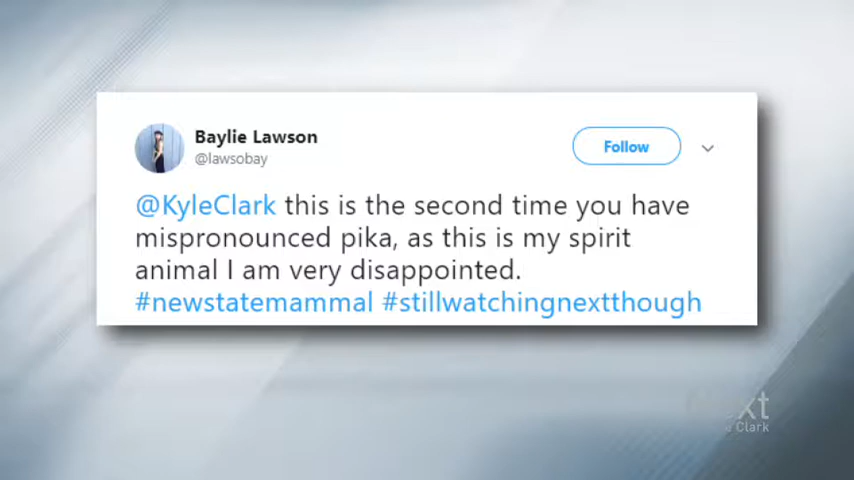 Baylie Lawson
@lawsobay
Follow
@KyleClark this is the second time you have
mispronounced pika, as this is my spirit
animal I am very disappointed.
#newstatemammal #stillwatchingnextthough
Clark